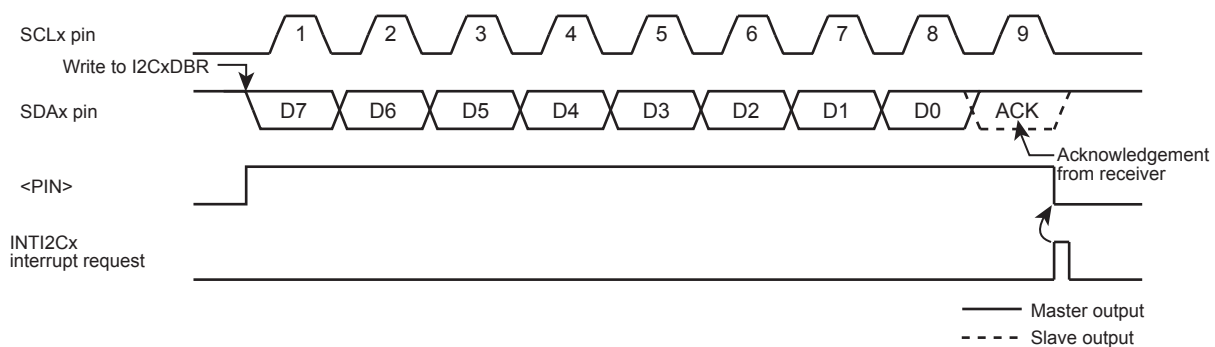 SCLx pin
1 2 3 4 5 6 7 8 9
Write to I2CxDBR
SDAx pin
D7 D6 D5 D4 D3 D2 D1 D0 ACK
Acknowledgement
from receiver
<PIN>
INTI2Cx
interrupt request
Master output
Slave output